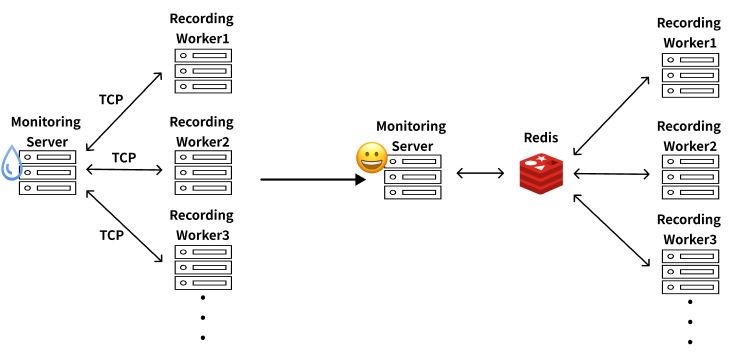 Recording
Worker1
TCP
Monitoring
Server
Recording
Worker2
TCP
Recording
Worker3
TCP
Monitoring
Server
Redis
Recording
Worker1
Recording
Worker2
Recording
Worker3